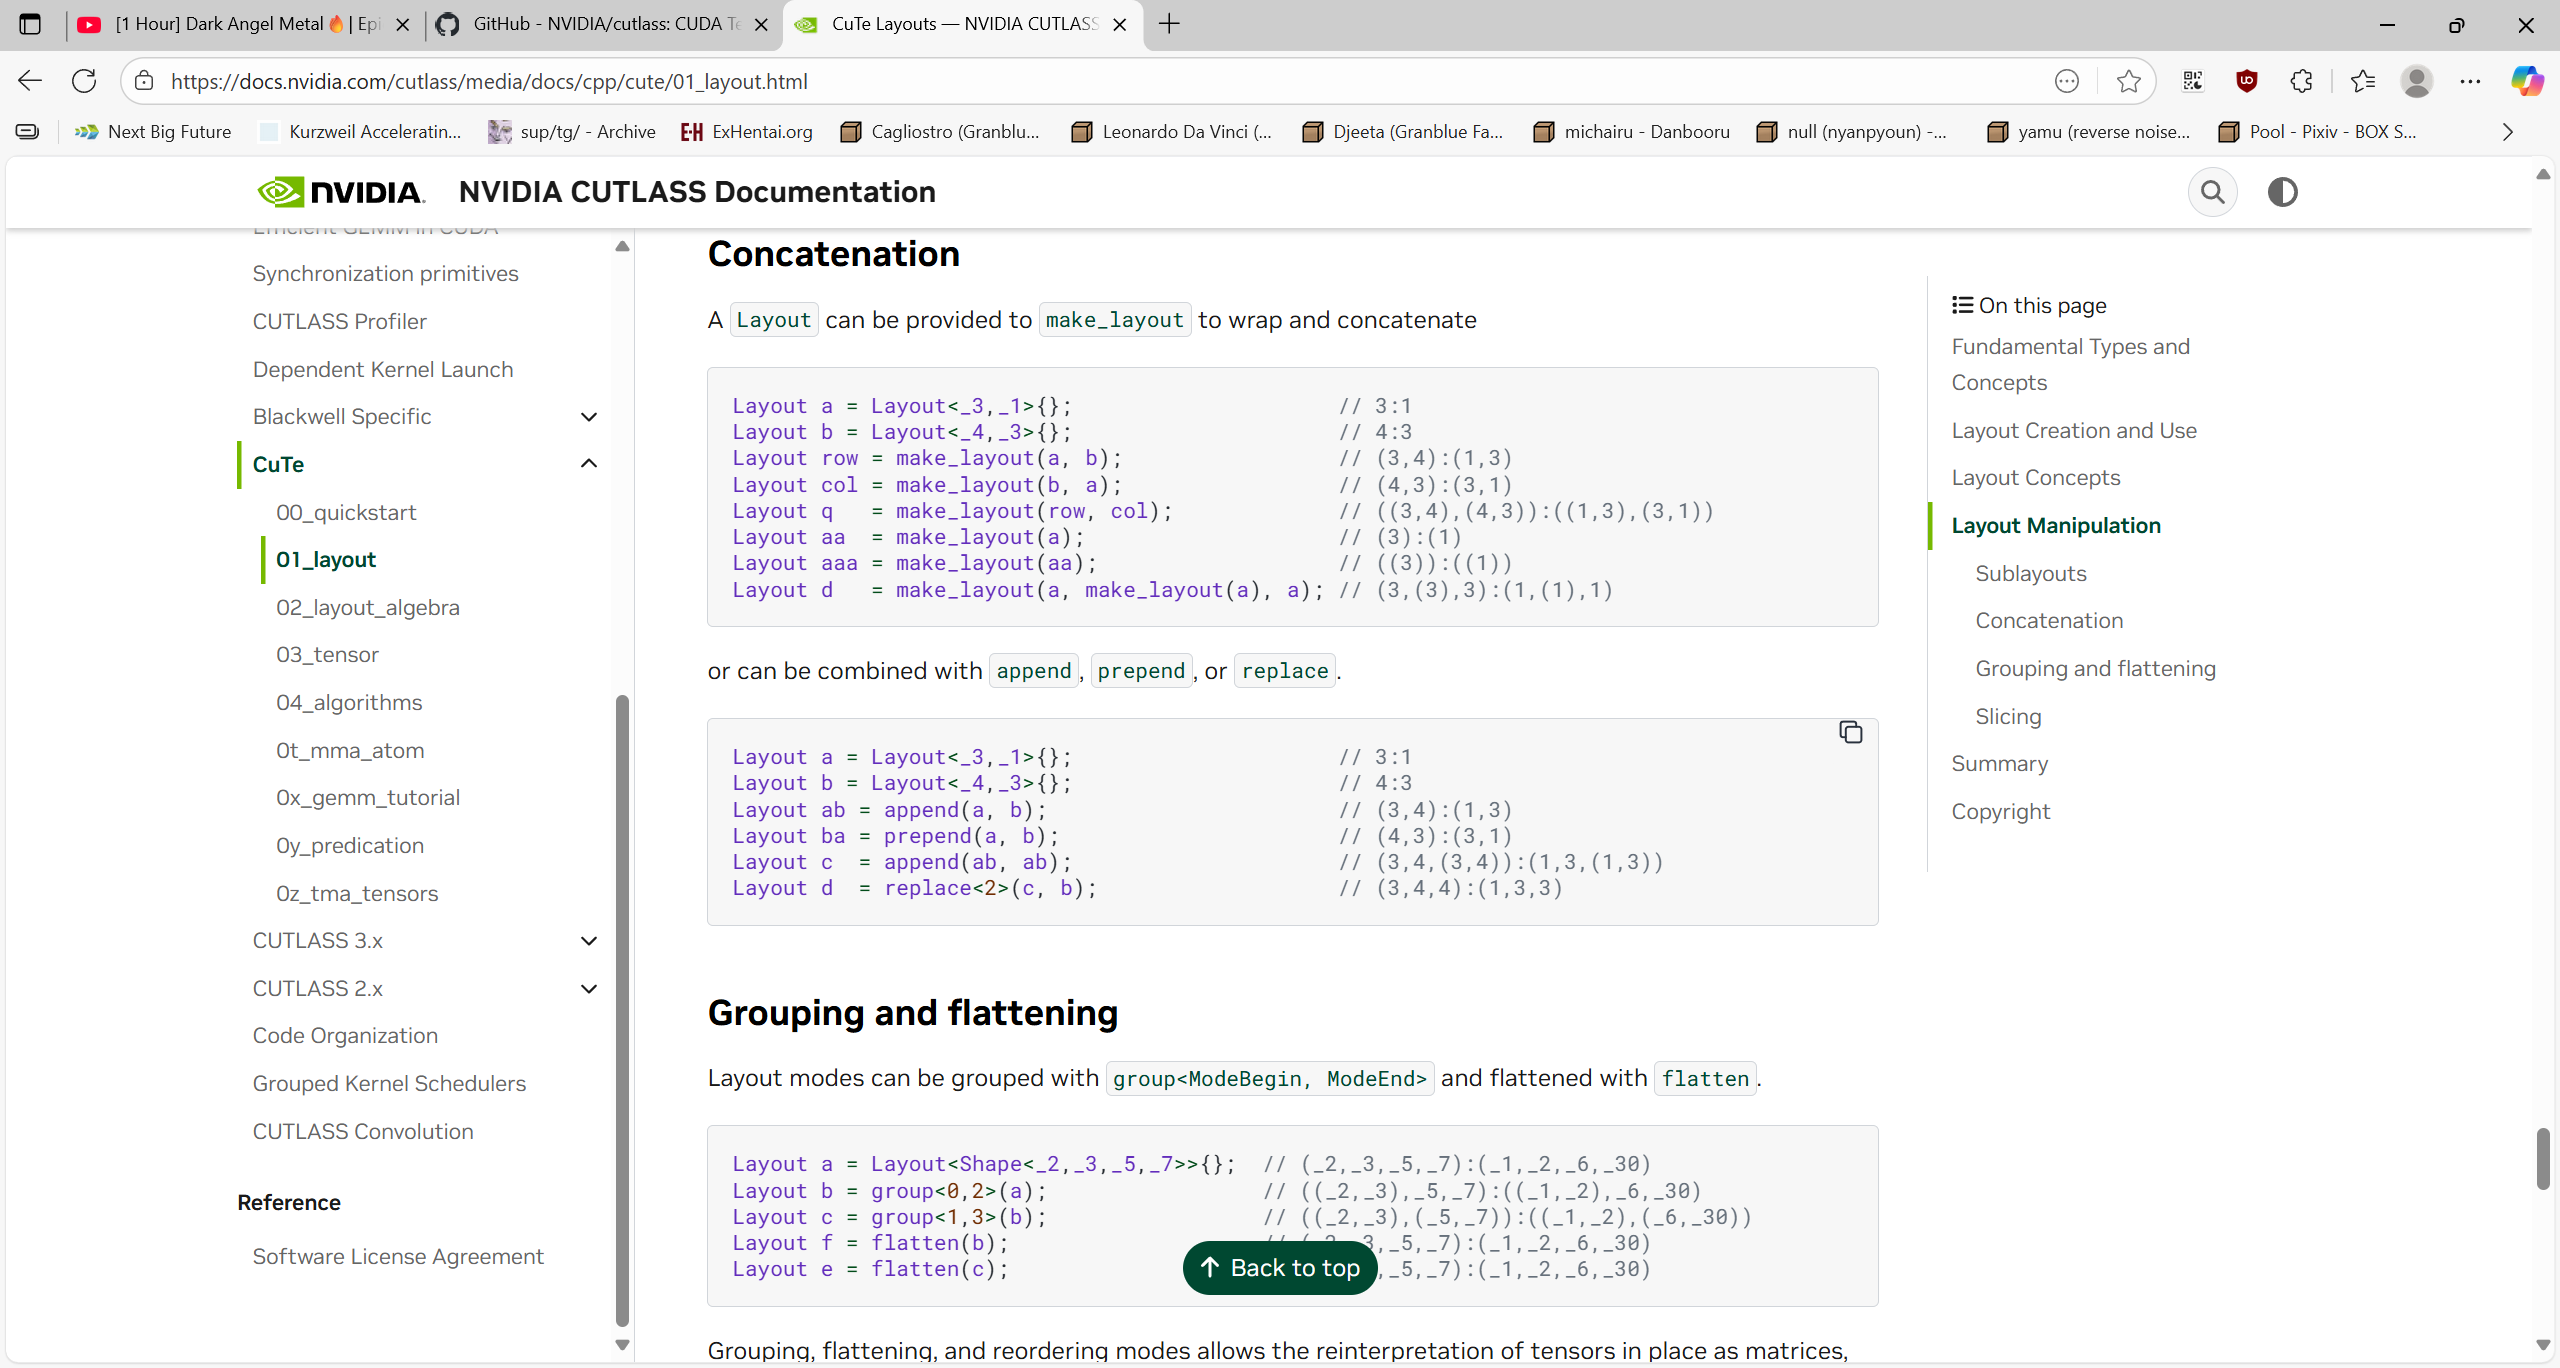 [1 Hour] Dark Angel Metal🔥 | Epi
GitHub - NVIDIA/cutlass: CUDA Te
CuTe Layouts — NVIDIA CUTLASS
https://docs.nvidia.com/cutlass/media/docs/cpp/cute/01_layout.html
Next Big Future
Kurzweil Acceleratin...
sup/tg/ - Archive
ExHentai.org
Cagliostro (Granblu...
Leonardo Da Vinci (...
Djeeta (Granblue Fa...
michairu - Danbooru
null (nyanpyoun) -...
yamu (reverse noise...
Pool - Pixiv - BOX S...
NVIDIA. NVIDIA CUTLASS Documentation
Efficient GEMM in CUDA
Synchronization primitives
CUTLASS Profiler
Dependent Kernel Launch
Blackwell Specific
CuTe
00_quickstart
01_layout
02_layout_algebra
03_tensor
04_algorithms
0t_mma_atom
0x_gemm_tutorial
0y_predication
0z_tma_tensors
CUTLASS 3.x
CUTLASS 2.x
Code Organization
Grouped Kernel Schedulers
CUTLASS Convolution
Reference
Software License Agreement
Concatenation
A Layout can be provided to make_layout to wrap and concatenate
Layout a = Layout<_3,_1>{}; // 3:1
Layout b = Layout<_4,_3>{}; // 4:3
Layout row = make_layout(a, b); // (3,4):(1,3)
Layout col = make_layout(b, a); // (4,3):(3,1)
Layout q = make_layout(row, col); // ((3,4),(4,3)):((1,3),(3,1))
Layout aa = make_layout(a); // (3):(1)
Layout aaa = make_layout(aa); // ((3)):((1))
Layout d = make_layout(a, make_layout(a), a); // (3,(3),3):(1,(1),1)
or can be combined with append, prepend, or replace.
Layout a = Layout<_3,_1>{}; // 3:1
Layout b = Layout<_4,_3>{}; // 4:3
Layout ab = append(a, b); // (3,4):(1,3)
Layout ba = prepend(a, b); // (4,3):(3,1)
Layout c = append(ab, ab); // (3,4,(3,4)):(1,3,(1,3))
Layout d = replace<2>(c, b); // (3,4,4):(1,3,3)
Grouping and flattening
Layout modes can be grouped with group<ModeBegin, ModeEnd> and flattened with flatten.
Layout a = Layout<Shape<_2,_3,_5,_7>>{}; // (_2,_3,_5,_7):(_1,_2,_6,_30)
Layout b = group<0,2>(a); // ((_2,_3),_5,_7):((_1,_2),_6,_30)
Layout c = group<1,3>(b); // ((_2,_3),(_5,_7)):((_1,_2),(_6,_30))
Layout f = flatten(b); 3,_5,_7):(_1,_2,_6,_30)
Layout e = flatten(c); ,_5,_7):(_1,_2,_6,_30)
Back to top
Grouping, flattening, and reordering modes allows the reinterpretation of tensors in place as matrices,
On this page
Fundamental Types and
Concepts
Layout Creation and Use
Layout Concepts
Layout Manipulation
Sublayouts
Concatenation
Grouping and flattening
Slicing
Summary
Copyright